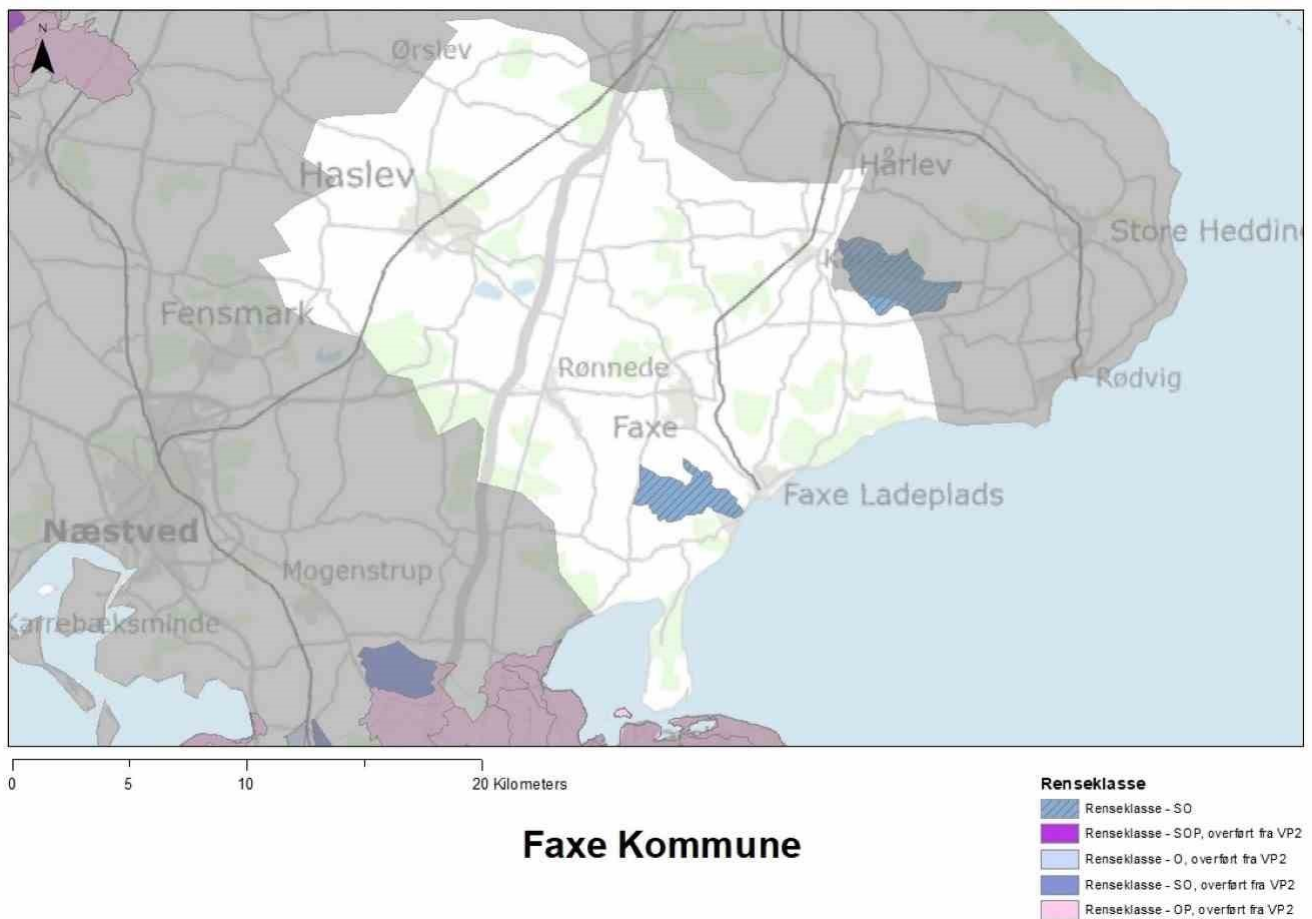 N
Ørslev
Haslev
Hårlev
Store Heddin
Fensmark
Rønnede
Rødvig
Faxe
Faxe Ladeplads
Næstved
Mogenstrup
Karrebæksminde
0 5 10 20 Kilometers
Faxe Kommune
Renseklasse
Renseklasse - SO
Renseklasse - SOP, overført fra VP2
Renseklasse - O, overført fra VP2
Renseklasse - SO, overført fra VP2
Renseklasse - OP, overført fra VP2